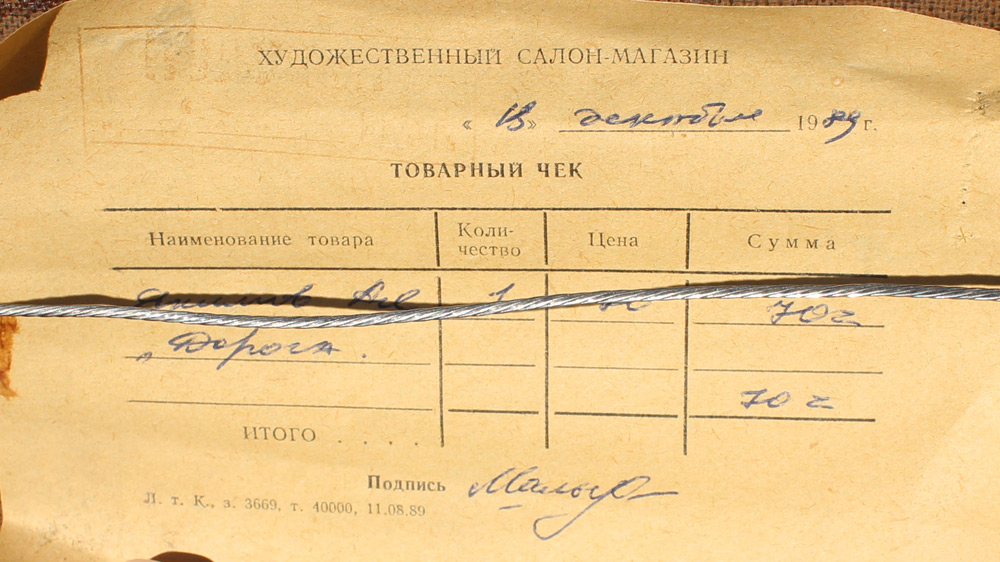 ХУДОЖЕСТВЕННЫЙ САЛОН-МАГАЗИН
« 13 » декабря 1989 г.
ТОВАРНЫЙ ЧЕК
Наименование товара Коли-чество Цена Сумма
1 70
„Дорога.
70
ИТОГО . . . .
Подпись
Л. т. К., з. 3669, т. 40000, 11.08.89